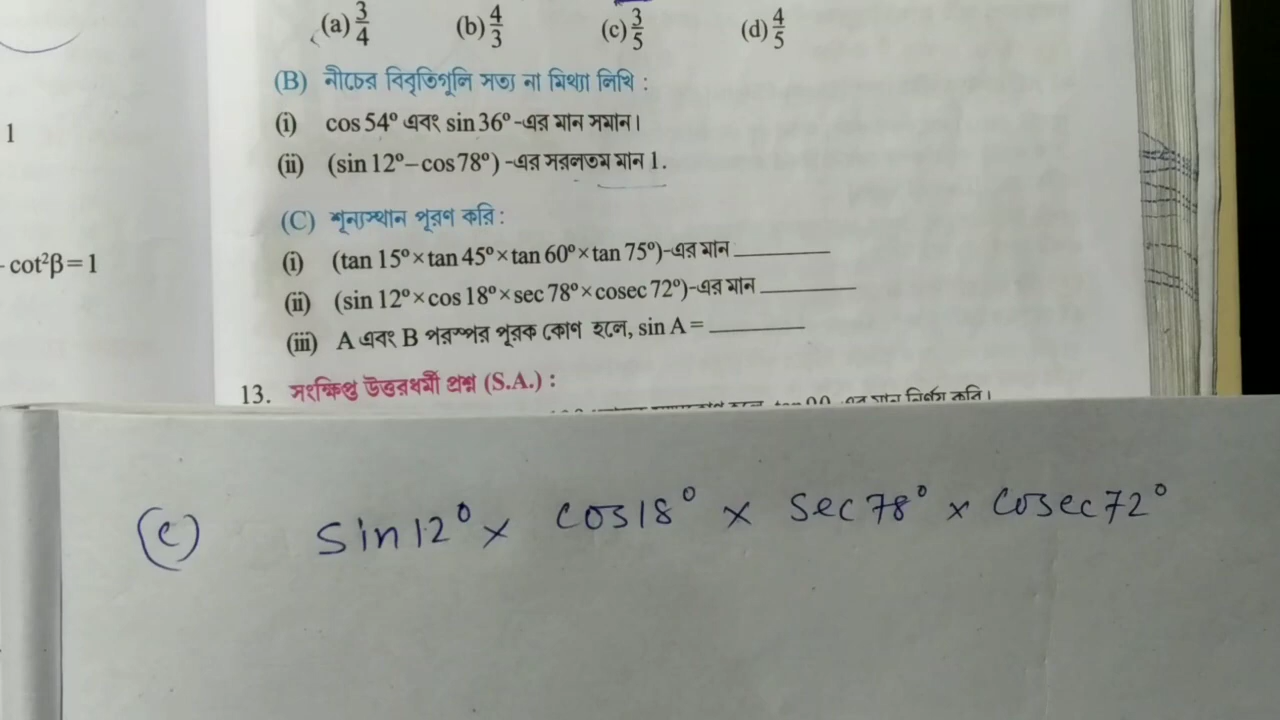 (a) 3/4 (b) 4/3 (c) 3/5 (d) 4/5
(B) নীচের বিবৃতিগুলি সত্য না মিথ্যা লিখি :
(i) cos 54° এবং sin 36° -এর মান সমান।
1
(ii) (sin 12°–cos 78°) -এর সরলতম মান 1.
(C) শূন্যস্থান পূরণ করি :
(i) (tan 15°×tan 45°×tan 60°×tan 75°)-এর মান
cot²β=1
(ii) (sin 12°×cos 18°×sec 78°×cosec 72°)-এর মান
(iii) A এবং B পরস্পর পূরক কোণ হলে, sin A=
13. সংক্ষিপ্ত উত্তরধর্মী প্রশ্ন (S.A.) :
মান নির্ণয় করি।
(c) sin 12° × cos 18° × sec 78° × cosec 72°